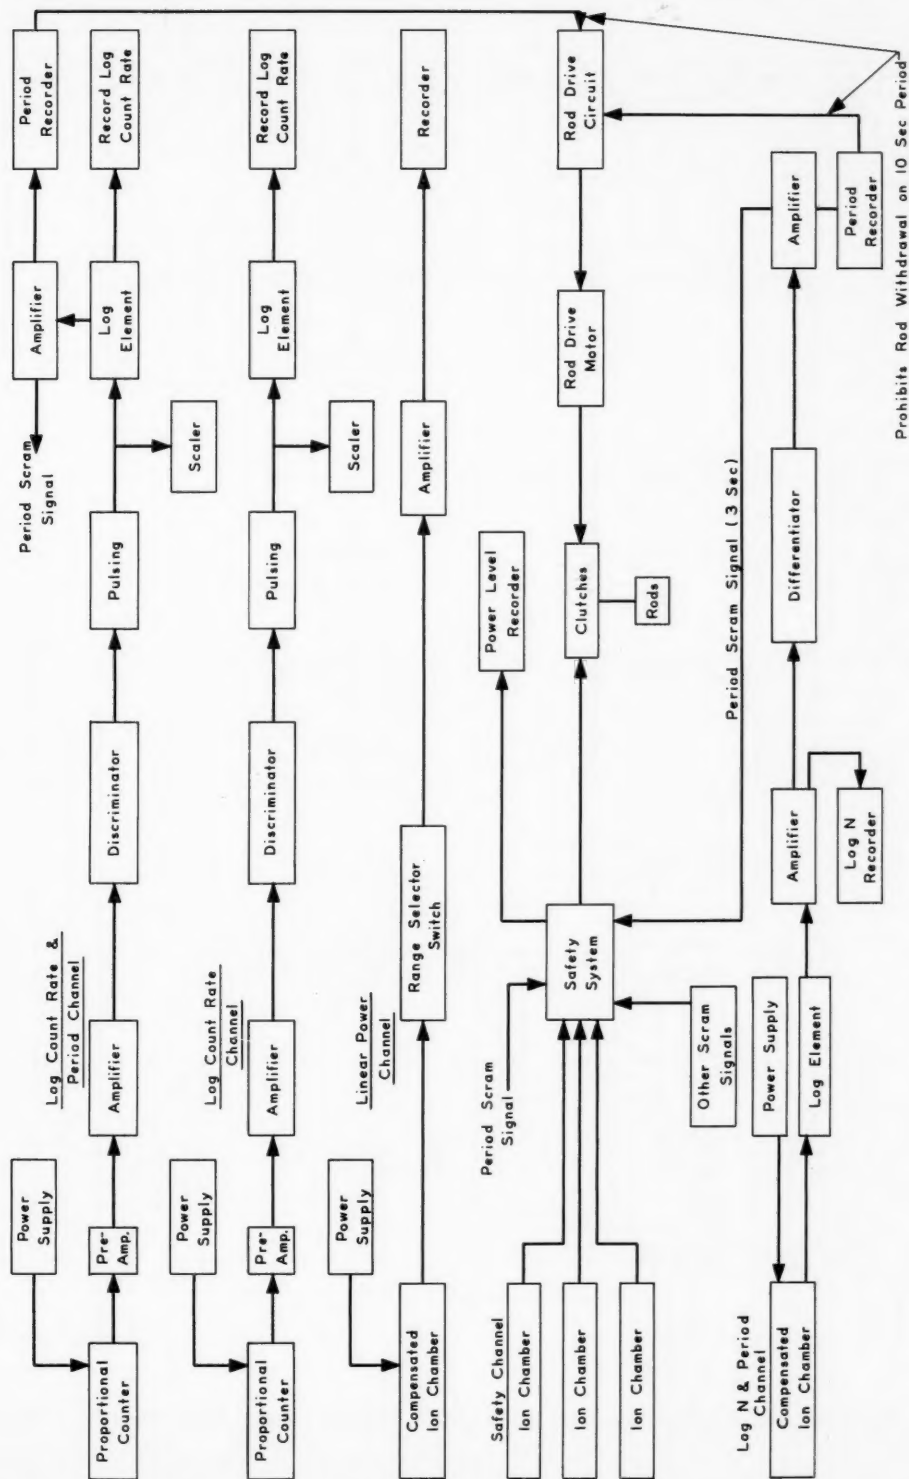 Log Count Rate &
Period Channel
Power
Supply
Proportional
Counter
Pre-
Amp.
Amplifier
Discriminator
Pulsing
Scaler
Log
Element
Record Log
Count Rate
Amplifier
Period
Recorder
Period Scram
Signal
Log Count Rate
Channel
Power
Supply
Proportional
Counter
Pre-
Amp.
Amplifier
Discriminator
Pulsing
Scaler
Log
Element
Record Log
Count Rate
Linear Power
Channel
Power
Supply
Compensated
Ion Chamber
Range Selector
Switch
Amplifier
Recorder
Safety Channel
Ion Chamber
Ion Chamber
Ion Chamber
Period Scram
Signal
Safety
System
Other Scram
Signals
Power Level
Recorder
Clutches
Rods
Rod Drive
Motor
Rod Drive
Circuit
Period Scram Signal (3 Sec)
Log N & Period
Channel
Compensated
Ion Chamber
Power Supply
Log Element
Amplifier
Log N
Recorder
Differentiator
Amplifier
Period
Recorder
Prohibits Rod Withdrawal on 10 Sec Period